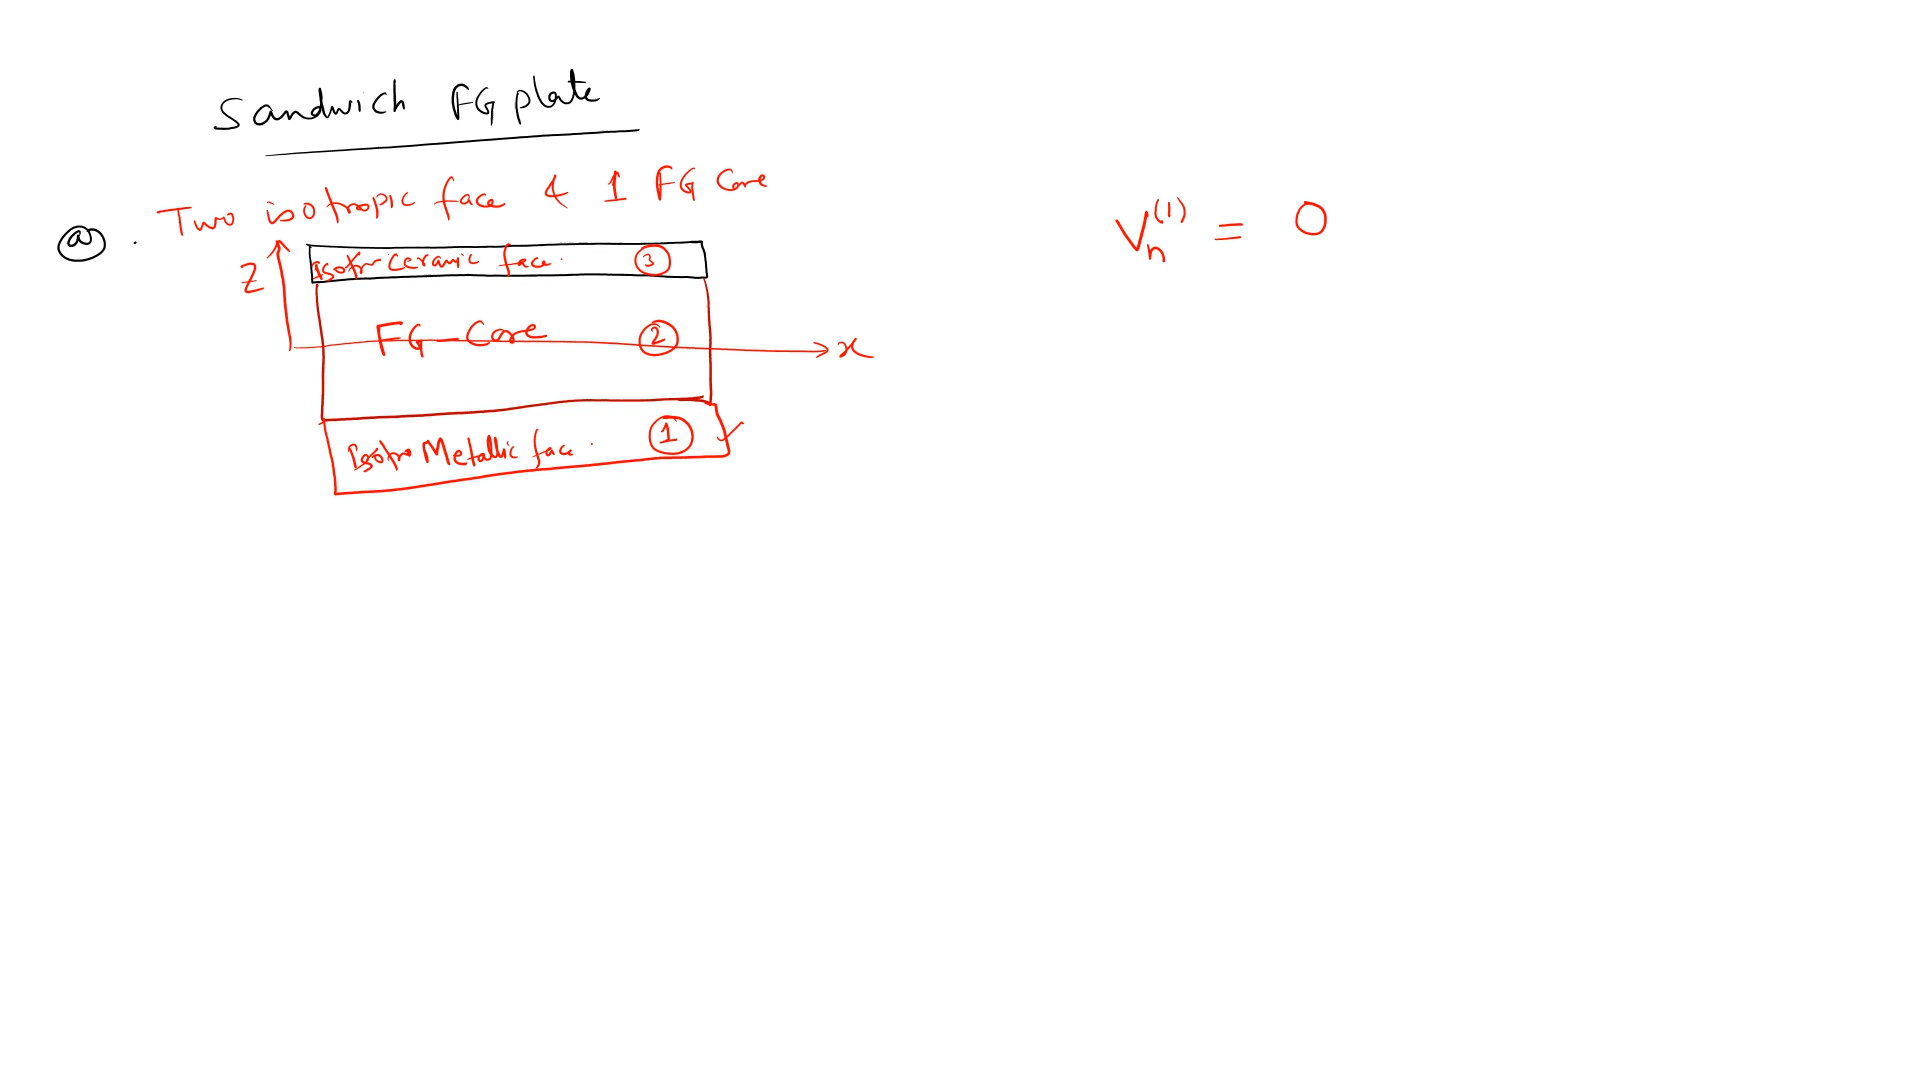 Sandwich FG plate
Two isotropic face & 1 FG Core
(a).
Z
Isotr- Ceramic face. 3
FG-Core 2
x
Isotro Metallic face. 1 ✓
V_n^(1) = 0